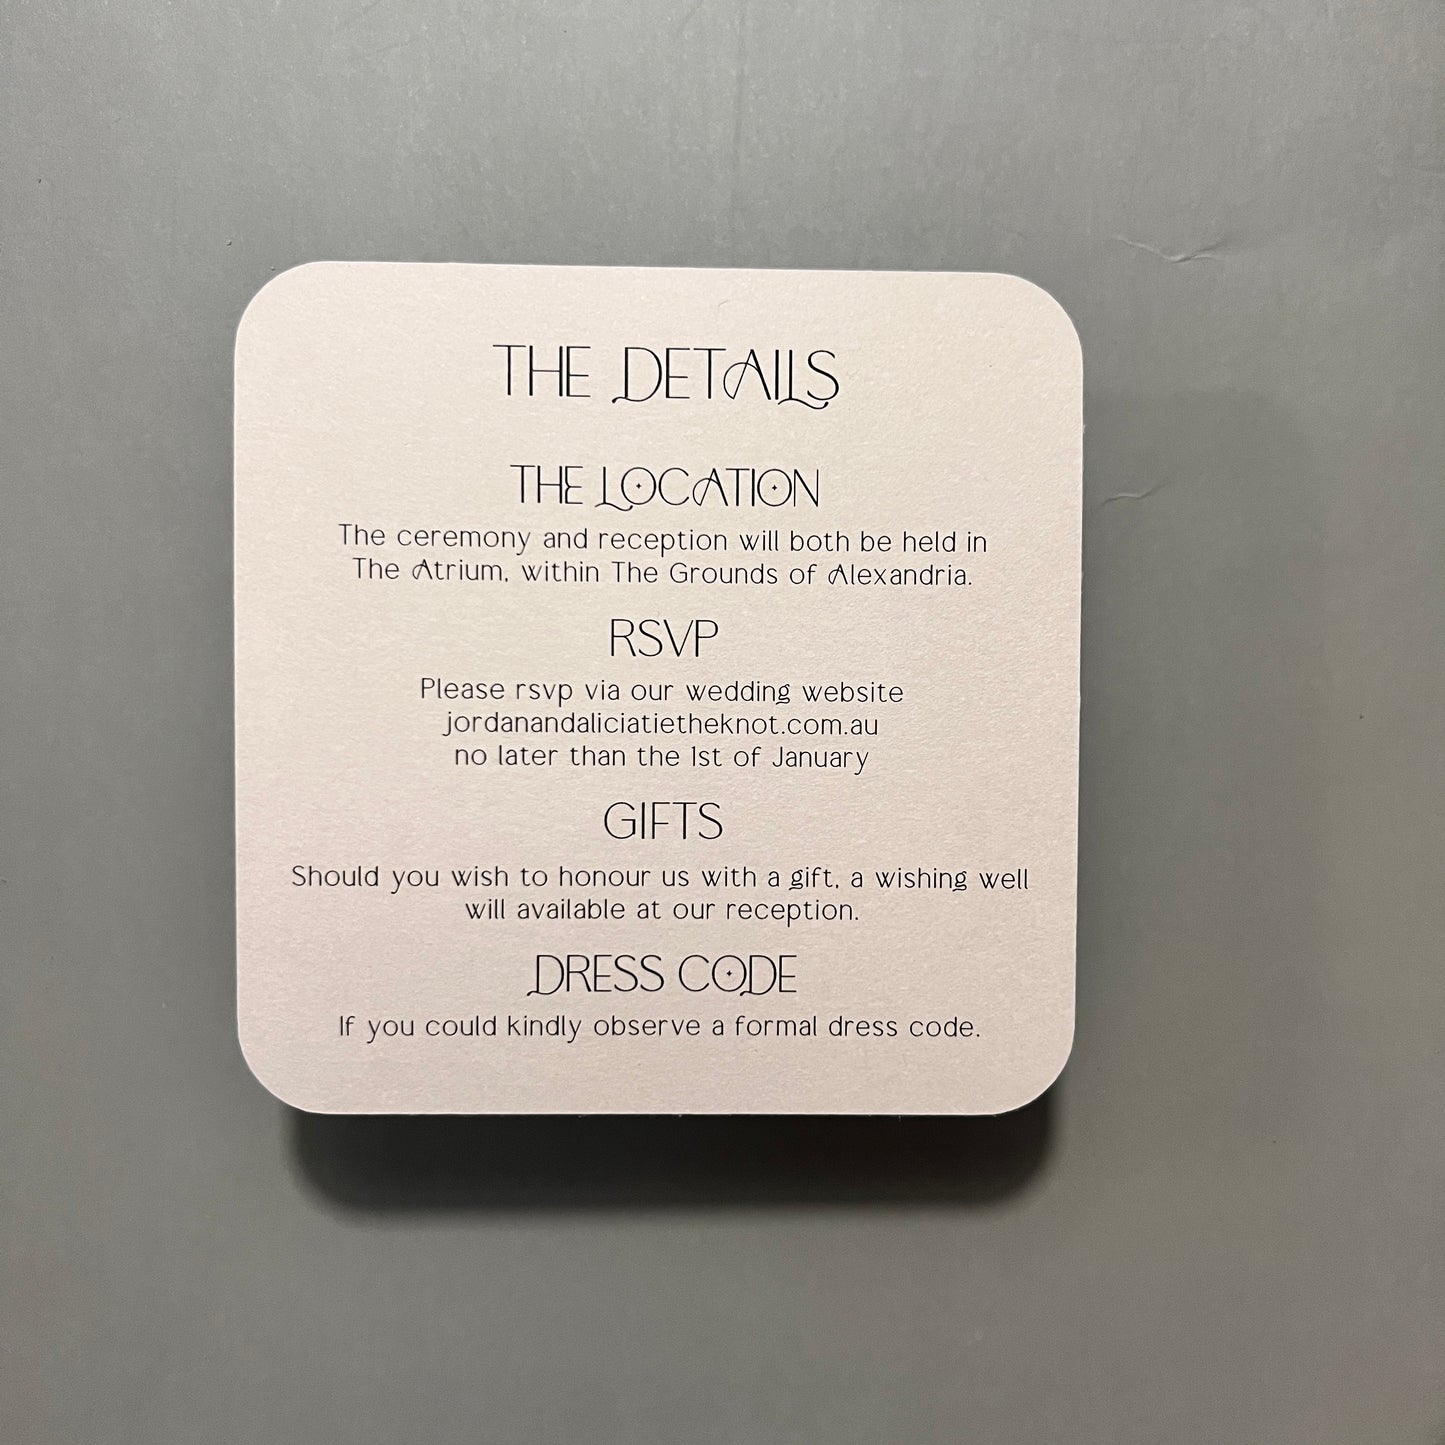 THE DETAILS
THE LOCATION
The ceremony and reception will both be held in
The Atrium, within The Grounds of Alexandria.
RSVP
Please rsvp via our wedding website
jordanandaliciatietheknot.com.au
no later than the 1st of January
GIFTS
Should you wish to honour us with a gift, a wishing well
will available at our reception.
DRESS CODE
If you could kindly observe a formal dress code.